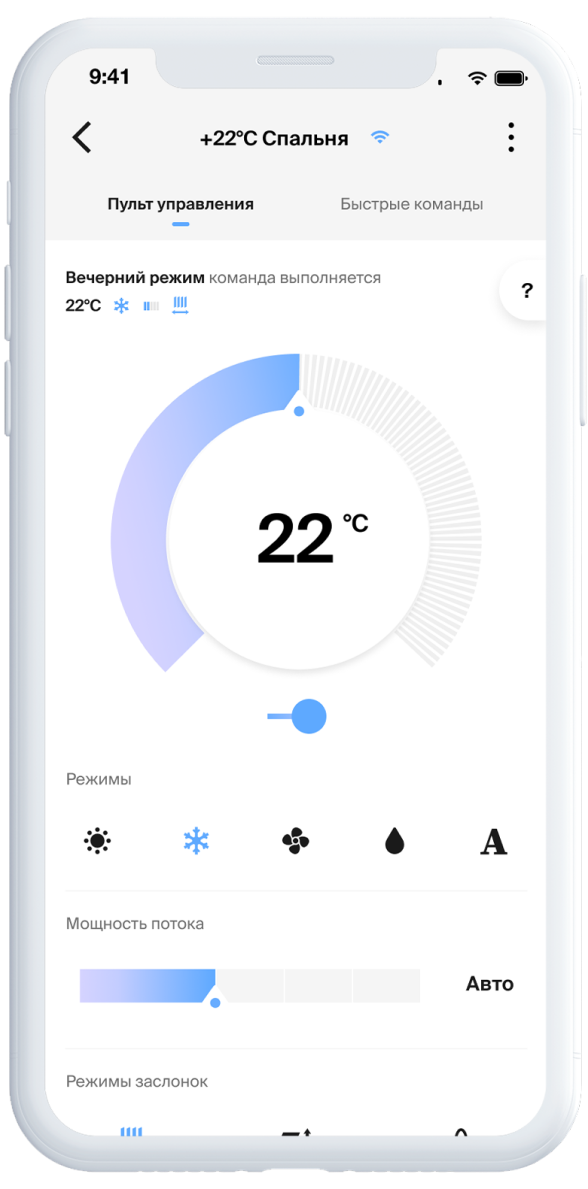 9:41
+22°C Спальня
Пульт управления
Быстрые команды
Вечерний режим команда выполняется
22°C
?
22 °C
Режимы
A
Мощность потока
Авто
Режимы заслонок